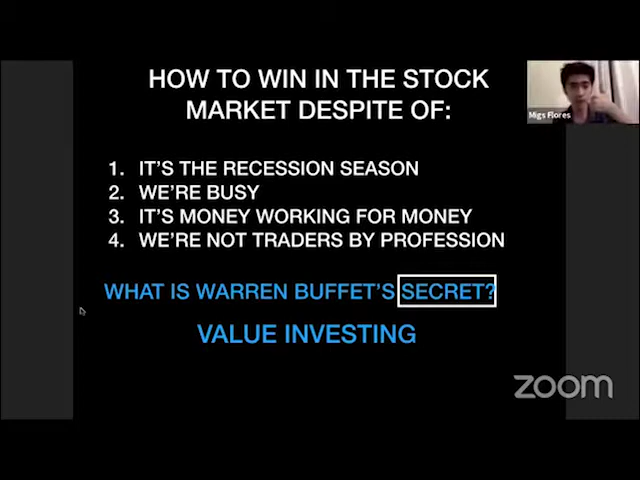 HOW TO WIN IN THE STOCK
MARKET DESPITE OF:
Migs Flores
1. IT'S THE RECESSION SEASON
2. WE'RE BUSY
3. IT'S MONEY WORKING FOR MONEY
4. WE'RE NOT TRADERS BY PROFESSION
WHAT IS WARREN BUFFET'S SECRET?
VALUE INVESTING
zoom